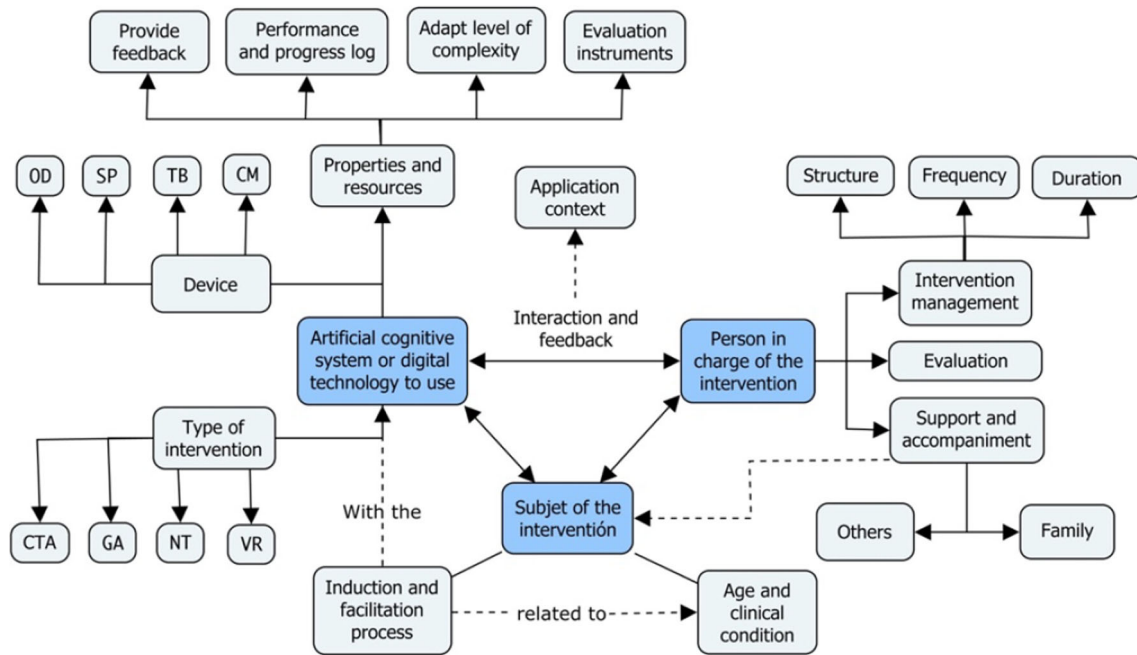 Provide
feedback
Performance
and progress log
Adapt level of
complexity
Evaluation
instruments
OD
SP
TB
CM
Properties and
resources
Application
context
Structure
Frequency
Duration
Device
Intervention
management
Artificial cognitive
system or digital
technology to use
Interaction and
feedback
Person in
charge of the
intervention
Evaluation
Type of
intervention
Support and
accompaniment
With the
Subjet of the
interventión
CTA
GA
NT
VR
Others
Family
Induction and
facilitation
process
related to
Age and
clinical
condition